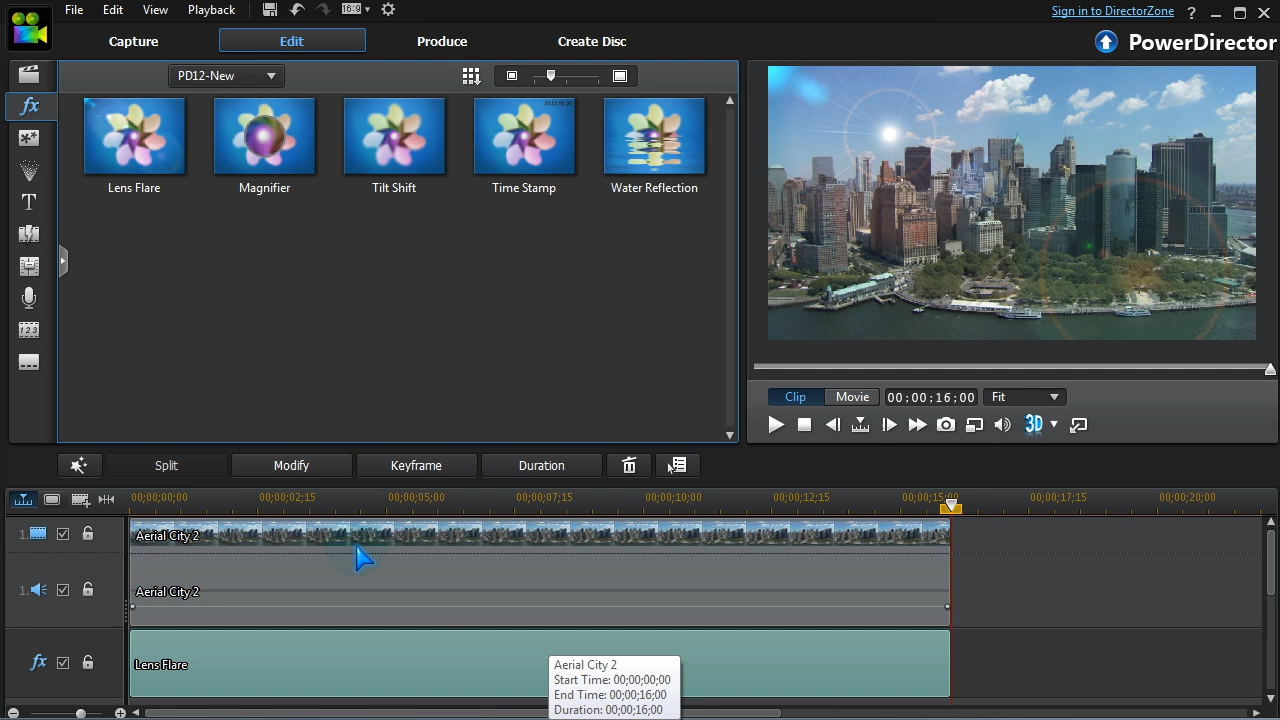 File Edit View Playback 16:9 Sign in to DirectorZone ?
Capture Edit Produce Create Disc PowerDirector
PD12-New
fx
Lens Flare Magnifier Tilt Shift Time Stamp Water Reflection
T
1 2 3
Clip Movie 00;00;16;00 Fit
3D
Split Modify Keyframe Duration
00;00;00;00 00;00;02;15 00;00;05;00 00;00;07;15 00;00;10;00 00;00;12;15 00;00;15;00 00;00;17;15 00;00;20;00
1. Aerial City 2
1. Aerial City 2
fx Lens Flare
Aerial City 2
Start Time: 00;00;00;00
End Time: 00;00;16;00
Duration: 00;00;16;00